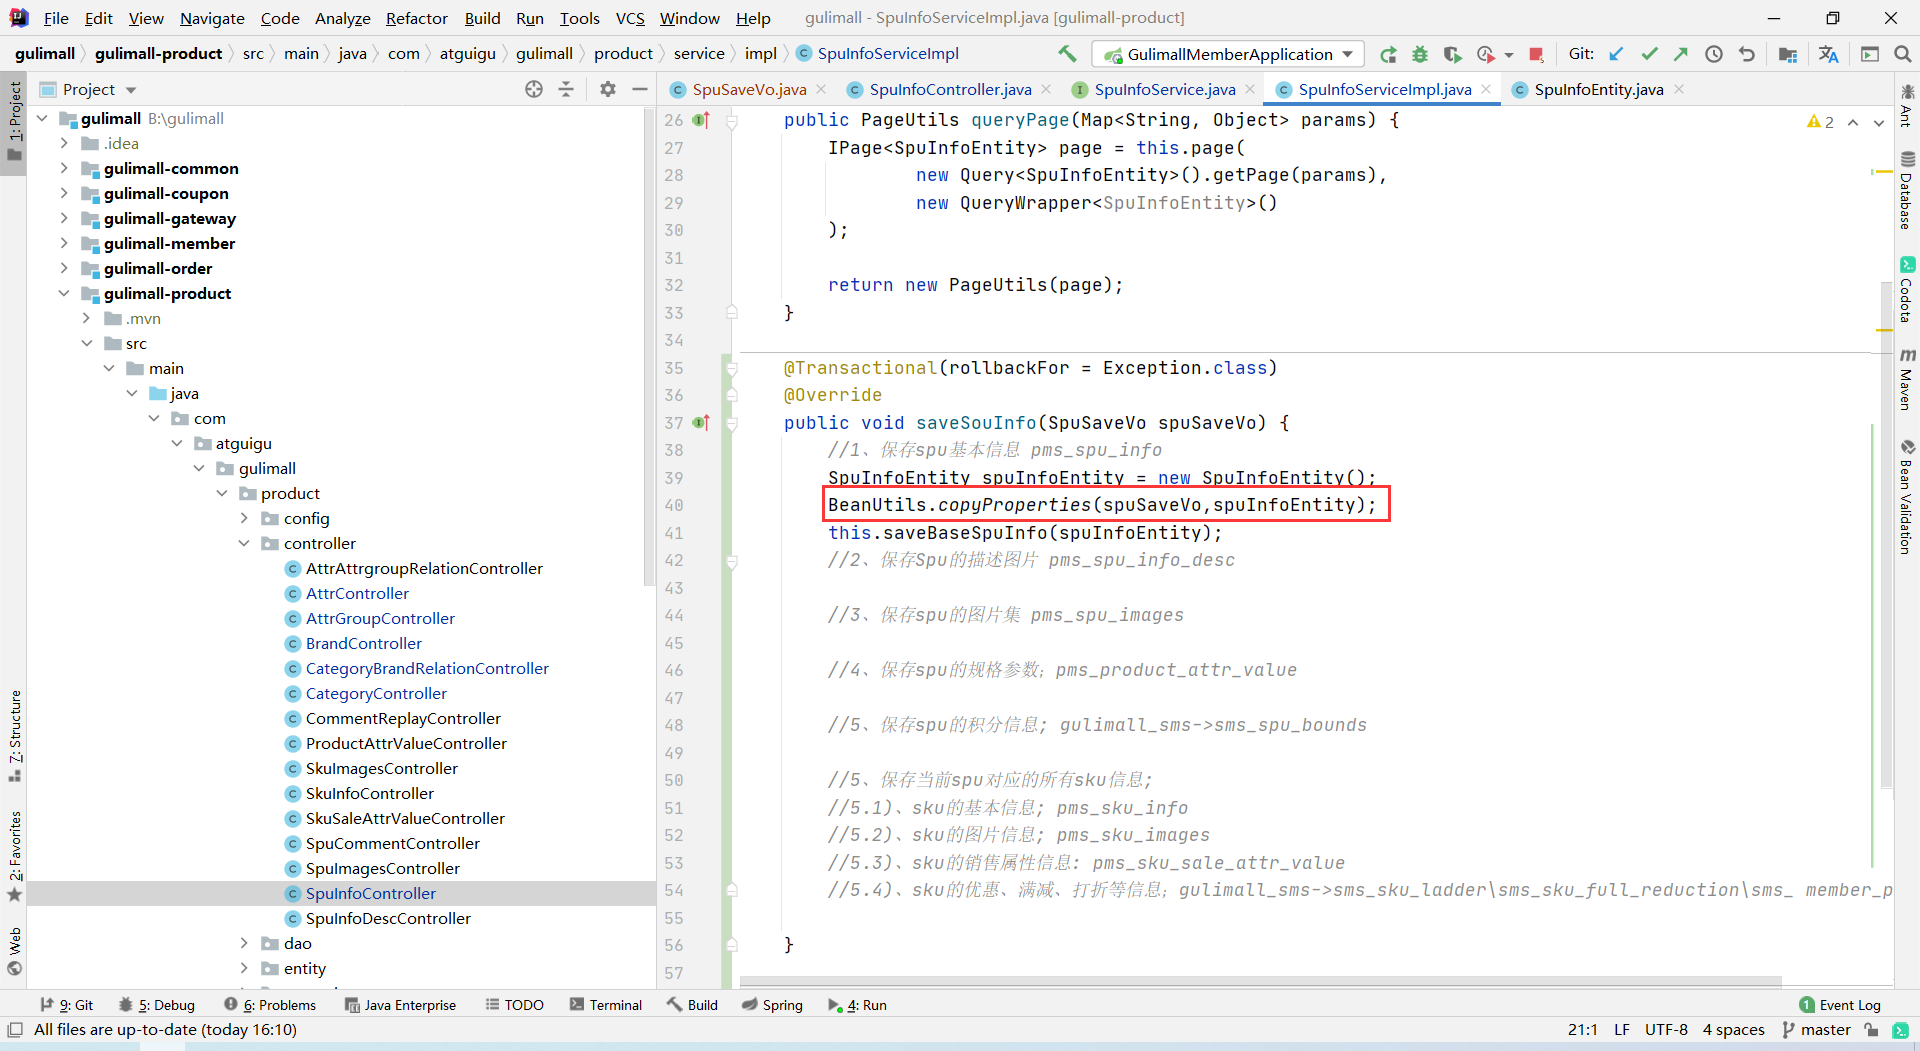 File Edit View Navigate Code Analyze Refactor Build Run Tools VCS Window Help gulimall - SpuInfoServiceImpl.java [gulimall-product]
gulimall gulimall-product src main java com atguigu gulimall product service impl SpuInfoServiceImpl GulimallMemberApplication Git:
Project
SpuSaveVo.java SpuInfoController.java SpuInfoService.java SpuInfoServiceImpl.java SpuInfoEntity.java
1: Project
7: Structure
2: Favorites
Web
gulimall B:\gulimall
.idea
gulimall-common
gulimall-coupon
gulimall-gateway
gulimall-member
gulimall-order
gulimall-product
.mvn
src
main
java
com
atguigu
gulimall
product
config
controller
AttrAttrgroupRelationController
AttrController
AttrGroupController
BrandController
CategoryBrandRelationController
CategoryController
CommentReplayController
ProductAttrValueController
SkuImagesController
SkuInfoController
SkuSaleAttrValueController
SpuCommentController
SpuImagesController
SpuInfoController
SpuInfoDescController
dao
entity
26 public PageUtils queryPage(Map<String, Object> params) {
27 IPage<SpuInfoEntity> page = this.page(
28 new Query<SpuInfoEntity>().getPage(params),
29 new QueryWrapper<SpuInfoEntity>()
30 );
31
32 return new PageUtils(page);
33 }
34
35 @Transactional(rollbackFor = Exception.class)
36 @Override
37 public void saveSouInfo(SpuSaveVo spuSaveVo) {
38 //1、保存spu基本信息 pms_spu_info
39 SpuInfoEntity spuInfoEntity = new SpuInfoEntity();
40 BeanUtils.copyProperties(spuSaveVo,spuInfoEntity);
41 this.saveBaseSpuInfo(spuInfoEntity);
42 //2、保存Spu的描述图片 pms_spu_info_desc
43
44 //3、保存spu的图片集 pms_spu_images
45
46 //4、保存spu的规格参数; pms_product_attr_value
47
48 //5、保存spu的积分信息; gulimall_sms->sms_spu_bounds
49
50 //5、保存当前spu对应的所有sku信息;
51 //5.1)、sku的基本信息; pms_sku_info
52 //5.2)、sku的图片信息; pms_sku_images
53 //5.3)、sku的销售属性信息: pms_sku_sale_attr_value
54 //5.4)、sku的优惠、满减、打折等信息; gulimall_sms->sms_sku_ladder\sms_sku_full_reduction\sms_ member_p
55
56 }
57
2
Ant
Database
Codota
Maven
Bean Validation
9: Git 5: Debug 6: Problems Java Enterprise TODO Terminal Build Spring 4: Run 1 Event Log
All files are up-to-date (today 16:10) 21:1 LF UTF-8 4 spaces master